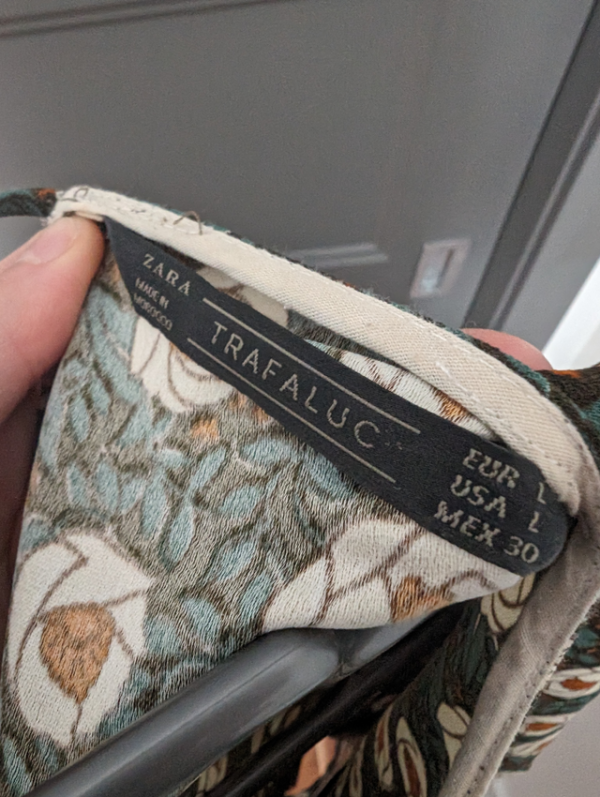 ZARA
MADE IN
MOROCCO
TRAFALUC
EUR L
USA L
MEX 30